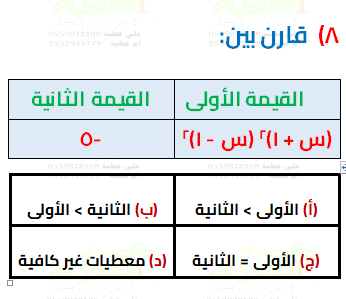 ٨) قارن بين:
القيمة الأولى القيمة الثانية
(س + ١)٢ (س - ١)٢ -٥
(أ) الأولى > الثانية (ب) الثانية > الأولى
(ج) الأولى = الثانية (د) معطيات غير كافية